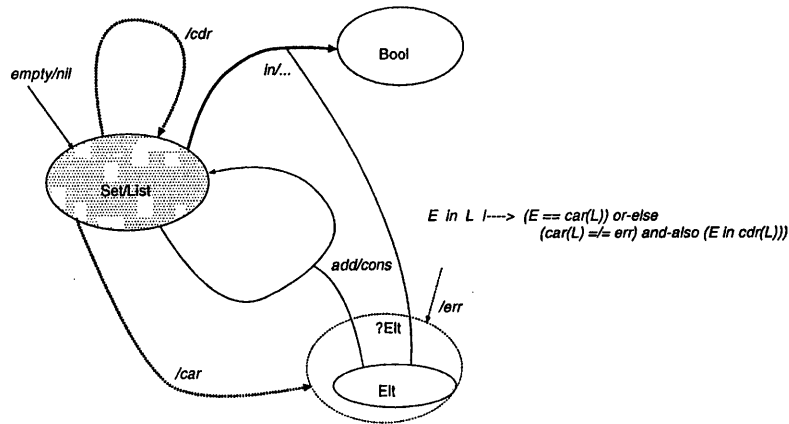 /cdr
empty/nil
Bool
in/...
Set/List
E in L |----> (E == car(L)) or-else
(car(L) =/= err) and-also (E in cdr(L)))
add/cons
/err
?Elt
/car
Elt